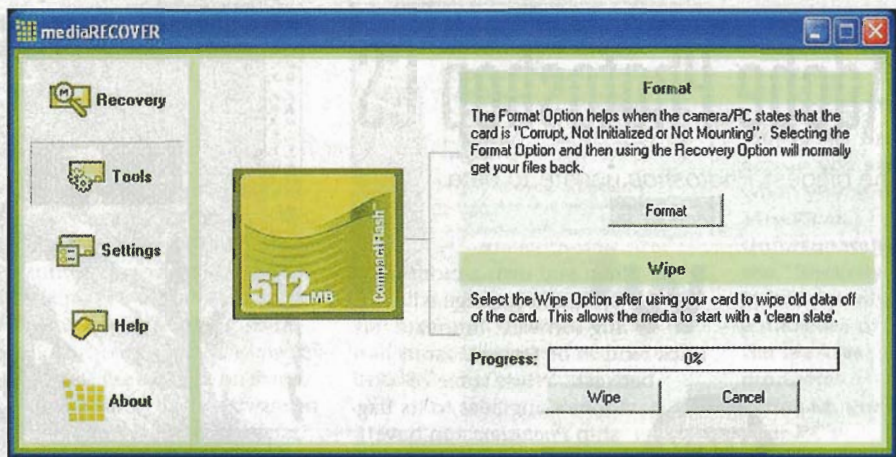 mediaRECOVER
Recovery
Tools
Settings
Help
About
512MB
CompactFlash
Format
The Format Option helps when the camera/PC states that the
card is "Corrupt, Not Initialized or Not Mounting". Selecting the
Format Option and then using the Recovery Option will normally
get your files back.
Format
Wipe
Select the Wipe Option after using your card to wipe old data off
of the card. This allows the media to start with a 'clean slate'.
Progress:
0%
Wipe
Cancel